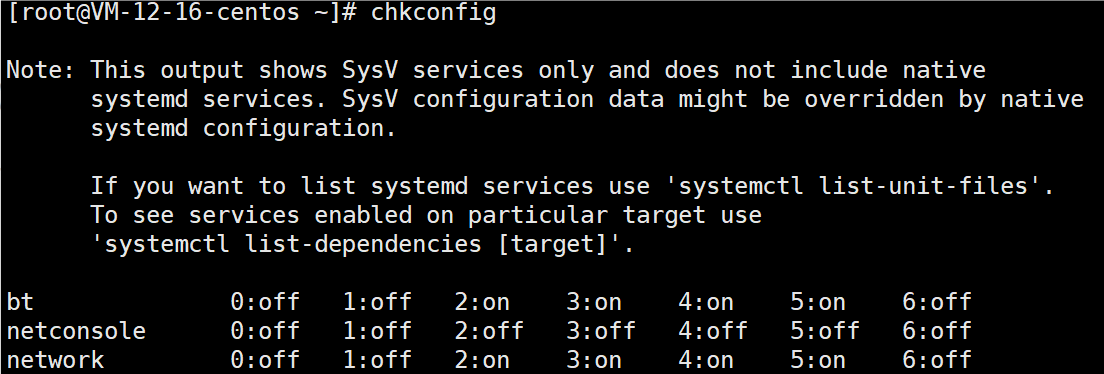 [root@VM-12-16-centos ~]# chkconfig
Note: This output shows SysV services only and does not include native
systemd services. SysV configuration data might be overridden by native
systemd configuration.
If you want to list systemd services use 'systemctl list-unit-files'.
To see services enabled on particular target use
'systemctl list-dependencies [target]'.
bt 0:off 1:off 2:on 3:on 4:on 5:on 6:off
netconsole 0:off 1:off 2:off 3:off 4:off 5:off 6:off
network 0:off 1:off 2:on 3:on 4:on 5:on 6:off